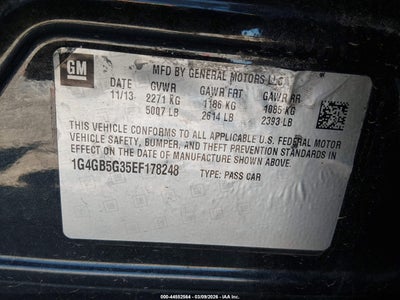 GM
MFD BY GENERAL MOTORS LLC
DATE GVWR GAWR FRT GAWR RR
11/13 2271 KG 1186 KG 1085 KG
5007 LB 2614 LB 2393 LB
THIS VEHICLE CONFORMS TO ALL APPLICABLE U.S. FEDERAL MOTOR
VEHICLE SAFETY, BUMPER, AND THEFT PREVENTION STANDARDS IN
EFFECT ON THE DATE OF MANUFACTURE SHOWN ABOVE.
1G4GB5G35EF178248 TYPE: PASS CAR
000-44552564 | 03/09/2026 - IAA Inc.